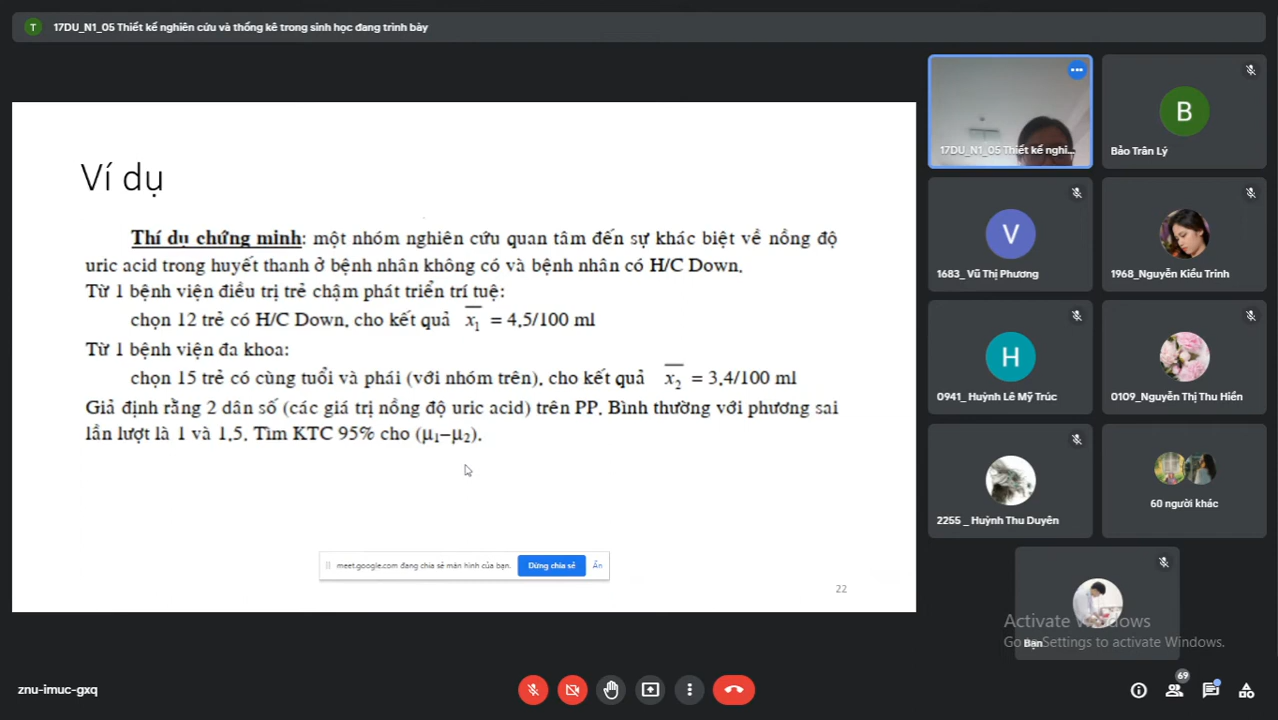 T 17DU_N1_05 Thiết kế nghiên cứu và thống kê trong sinh học đang trình bày
Ví dụ
Thí dụ chứng minh: một nhóm nghiên cứu quan tâm đến sự khác biệt về nồng độ
uric acid trong huyết thanh ở bệnh nhân không có và bệnh nhân có H/C Down.
Từ 1 bệnh viện điều trị trẻ chậm phát triển trí tuệ:
chọn 12 trẻ có H/C Down, cho kết quả x̅₁ = 4,5/100 ml
Từ 1 bệnh viện đa khoa:
chọn 15 trẻ có cùng tuổi và phái (với nhóm trên), cho kết quả x̅₂ = 3,4/100 ml
Giả định rằng 2 dân số (các giá trị nồng độ uric acid) trên PP. Bình thường với phương sai
lần lượt là 1 và 1,5. Tìm KTC 95% cho (μ₁–μ₂).
meet.google.com đang chia sẻ màn hình của bạn. Dừng chia sẻ Ẩn
22
17DU_N1_05 Thiết kế nghi...
B
Bảo Trân Lý
V
1683_ Vũ Thị Phương
1968_Nguyễn Kiều Trinh
H
0941_ Huỳnh Lê Mỹ Trúc
0109_Nguyễn Thị Thu Hiền
2255 _ Huỳnh Thu Duyên
60 người khác
Bạn
Activate Windows
Go to Settings to activate Windows.
znu-imuc-gxq
69